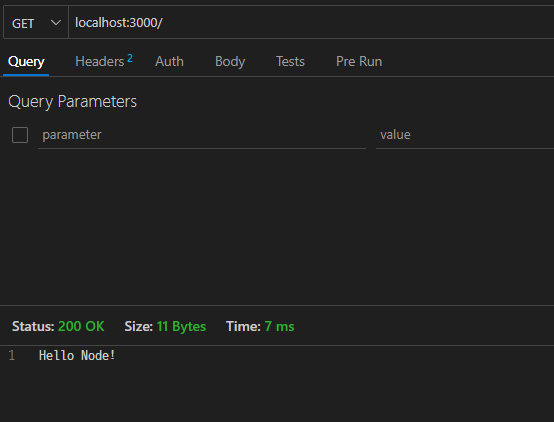 GET localhost:3000/
Query Headers 2 Auth Body Tests Pre Run
Query Parameters
parameter value
Status: 200 OK Size: 11 Bytes Time: 7 ms
1 Hello Node!